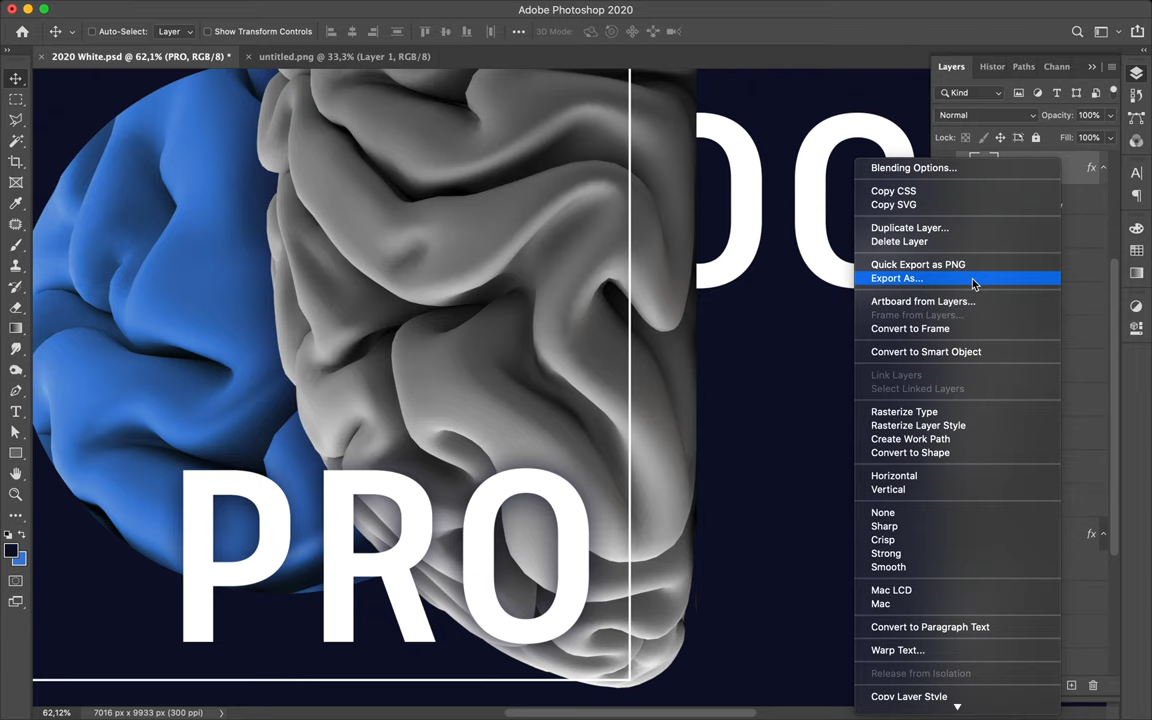 Adobe Photoshop 2020
Auto-Select:
Layer
Show Transform Controls
3D Mode:
2020 White.psd @ 62,1% (PRO, RGB/8) *
untitled.png @ 33,3% (Layer 1, RGB/8)
Layers
Histor
Paths
Chann
Kind
Normal
Opacity: 100%
Lock:
Fill: 100%
fx
Blending Options...
Copy CSS
Copy SVG
Duplicate Layer...
Delete Layer
Quick Export as PNG
Export As...
Artboard from Layers...
Frame from Layers...
Convert to Frame
Convert to Smart Object
Link Layers
Select Linked Layers
Rasterize Type
Rasterize Layer Style
Create Work Path
Convert to Shape
Horizontal
Vertical
None
Sharp
Crisp
Strong
Smooth
Mac LCD
Mac
Convert to Paragraph Text
Warp Text...
Release from Isolation
Copy Layer Style
fx
PRO
62,12%
7016 px x 9933 px (300 ppi)